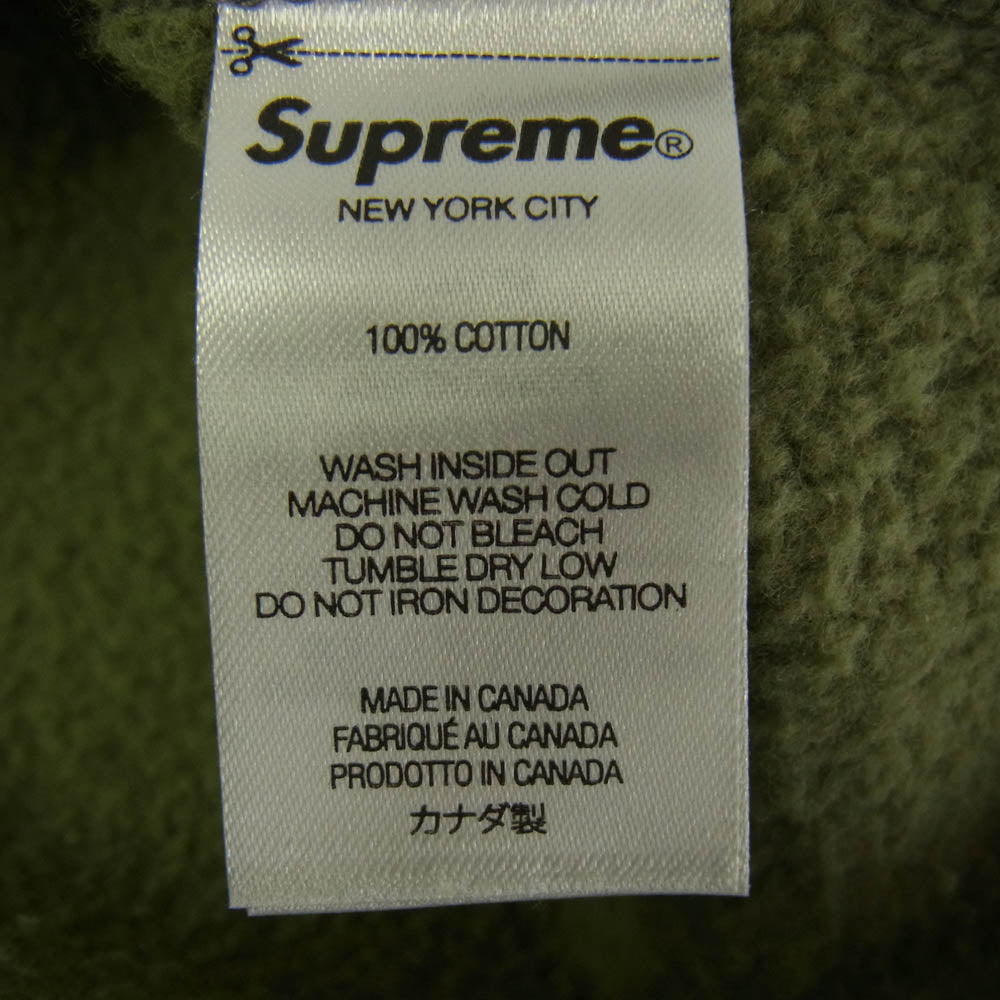 Supreme®
NEW YORK CITY
100% COTTON
WASH INSIDE OUT
MACHINE WASH COLD
DO NOT BLEACH
TUMBLE DRY LOW
DO NOT IRON DECORATION
MADE IN CANADA
FABRIQUÉ AU CANADA
PRODOTTO IN CANADA
カナダ製